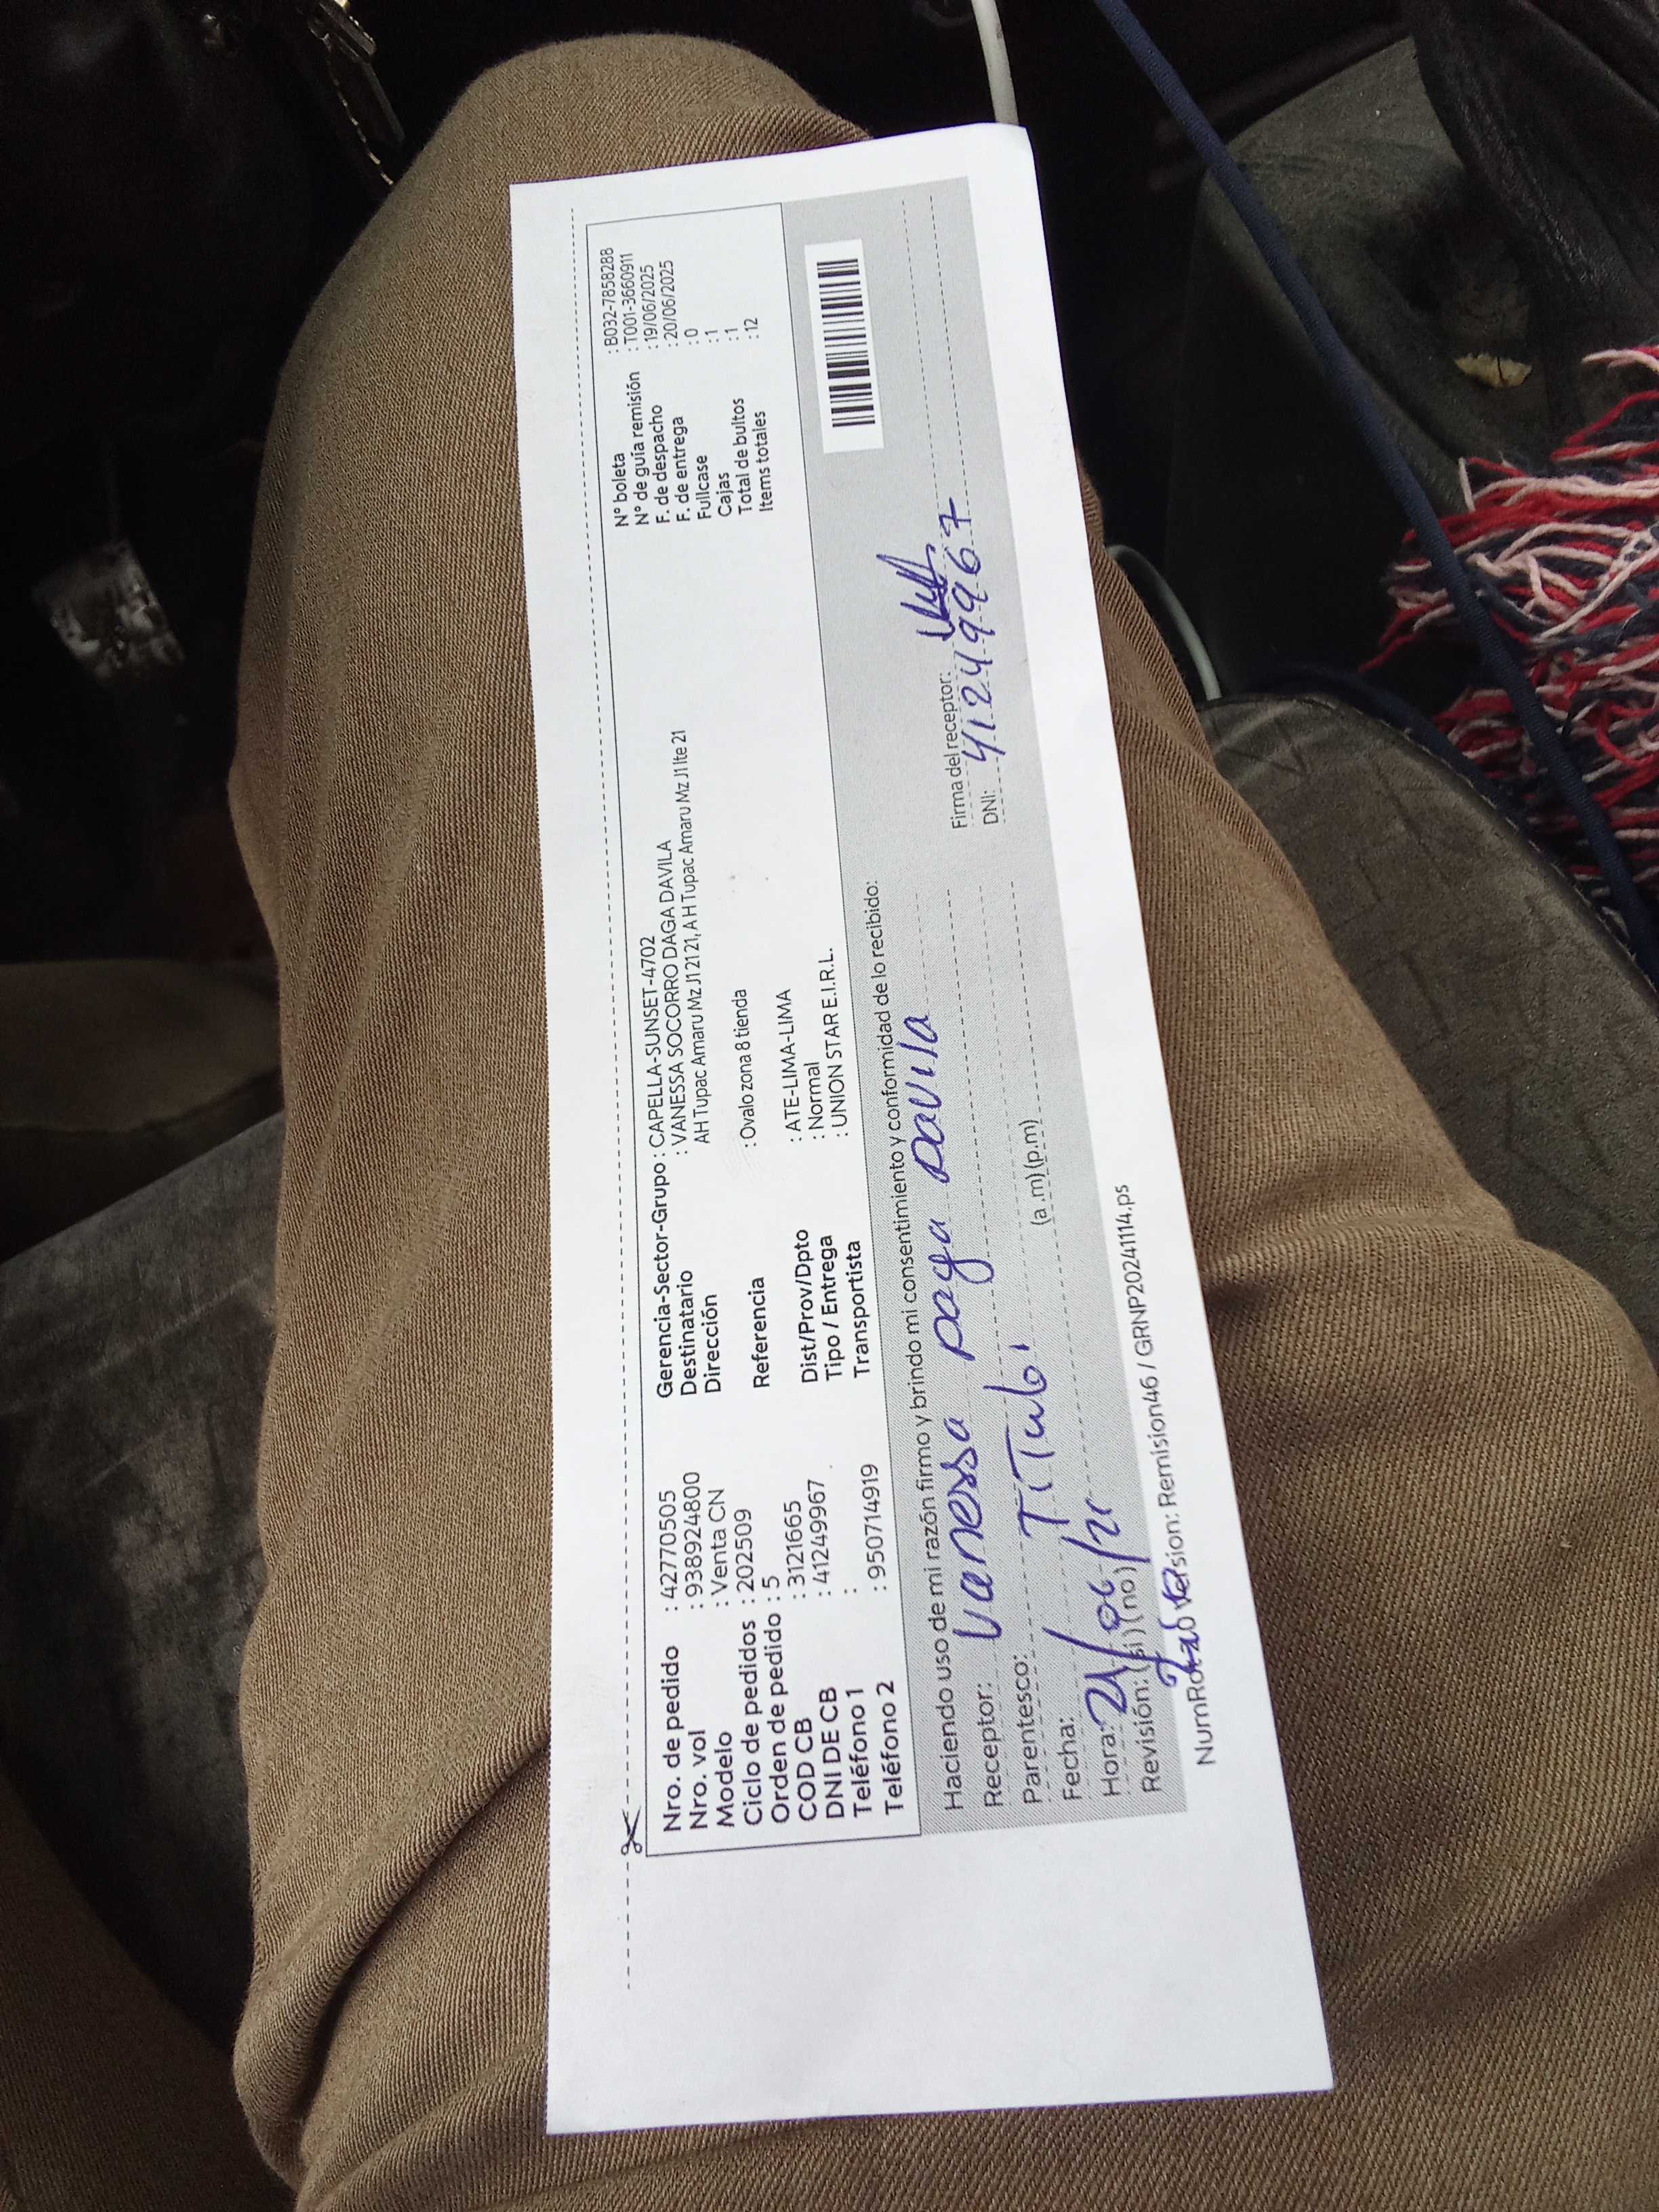 Nro. de pedido : 42770505
Nro. vol : 938924800
Modelo : Venta CN
Ciclo de pedidos : 202509
Orden de pedido : 5
COD CB : 3121665
DNI DE CB : 41249967
Teléfono 1 :
Teléfono 2 : 950714919
Gerencia-Sector-Grupo : CAPELLA-SUNSET-4702
Destinatario : VANESSA SOCORRO DAGA DAVILA
Dirección AH Tupac Amaru Mz J1 21 21, A H Tupac Amaru Mz J1 lte 21
Referencia : Ovalo zona 8 tienda
Dist/Prov/Dpto : ATE-LIMA-LIMA
Tipo / Entrega : Normal
Transportista : UNION STAR E.I.R.L.
N° boleta : B032-7858288
N° de guía remisión : T001-3660911
F. de despacho : 19/06/2025
F. de entrega : 20/06/2025
Fullcase : 0
Cajas : 1
Total de bultos : 1
Items totales : 12
Haciendo uso de mi razón firmo y brindo mi consentimiento y conformidad de lo recibido:
Receptor: Vanessa Daga Davila
Parentesco: TiTular
Fecha:
Hora: 21/06/21 (a .m) (p.m)
Revisión: (si) (no)
Firma del receptor:
DNI: 41249967
Version: Remision46 / GRNP20241114.ps